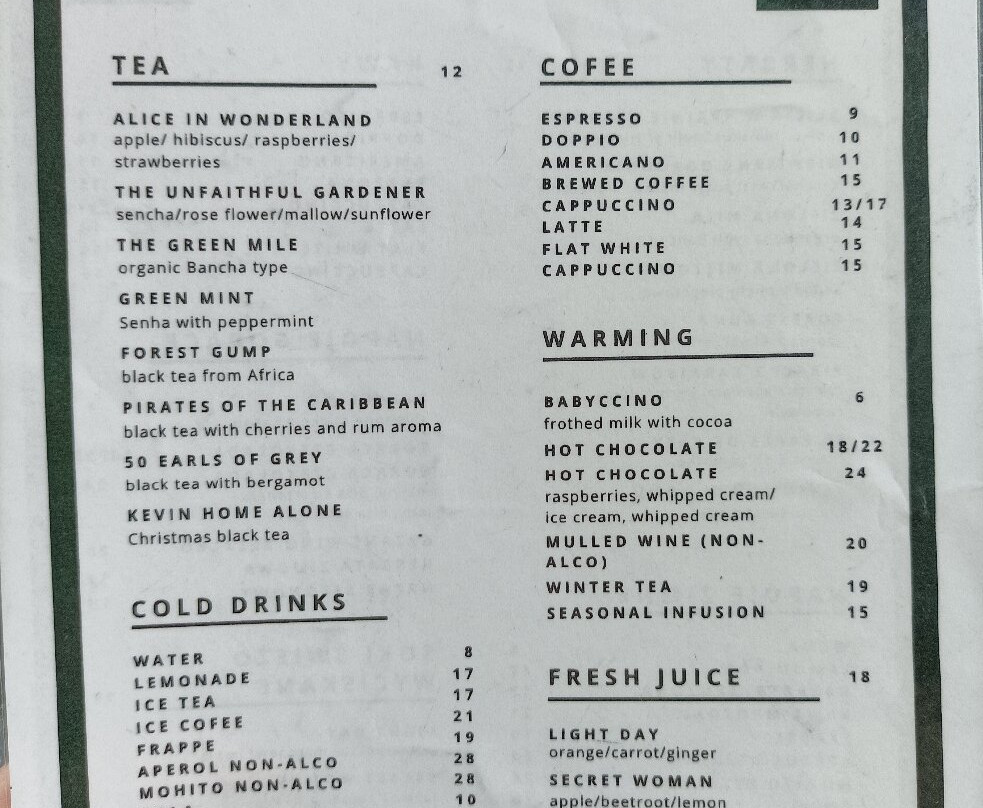 TEA 12
ALICE IN WONDERLAND
apple/ hibiscus/ raspberries/
strawberries
THE UNFAITHFUL GARDENER
sencha/rose flower/mallow/sunflower
THE GREEN MILE
organic Bancha type
GREEN MINT
Senha with peppermint
FOREST GUMP
black tea from Africa
PIRATES OF THE CARIBBEAN
black tea with cherries and rum aroma
50 EARLS OF GREY
black tea with bergamot
KEVIN HOME ALONE
Christmas black tea
COLD DRINKS
WATER 8
LEMONADE 17
ICE TEA 17
ICE COFEE 21
FRAPPE 19
APEROL NON-ALCO 28
MOHITO NON-ALCO 28
10
COFEE
ESPRESSO 9
DOPPIO 10
AMERICANO 11
BREWED COFFEE 15
CAPPUCCINO 13/17
LATTE 14
FLAT WHITE 15
CAPPUCCINO 15
WARMING
BABYCCINO 6
frothed milk with cocoa
HOT CHOCOLATE 18/22
HOT CHOCOLATE 24
raspberries, whipped cream/
ice cream, whipped cream
MULLED WINE (NON-
ALCO) 20
WINTER TEA 19
SEASONAL INFUSION 15
FRESH JUICE 18
LIGHT DAY
orange/carrot/ginger
SECRET WOMAN
apple/beetroot/lemon